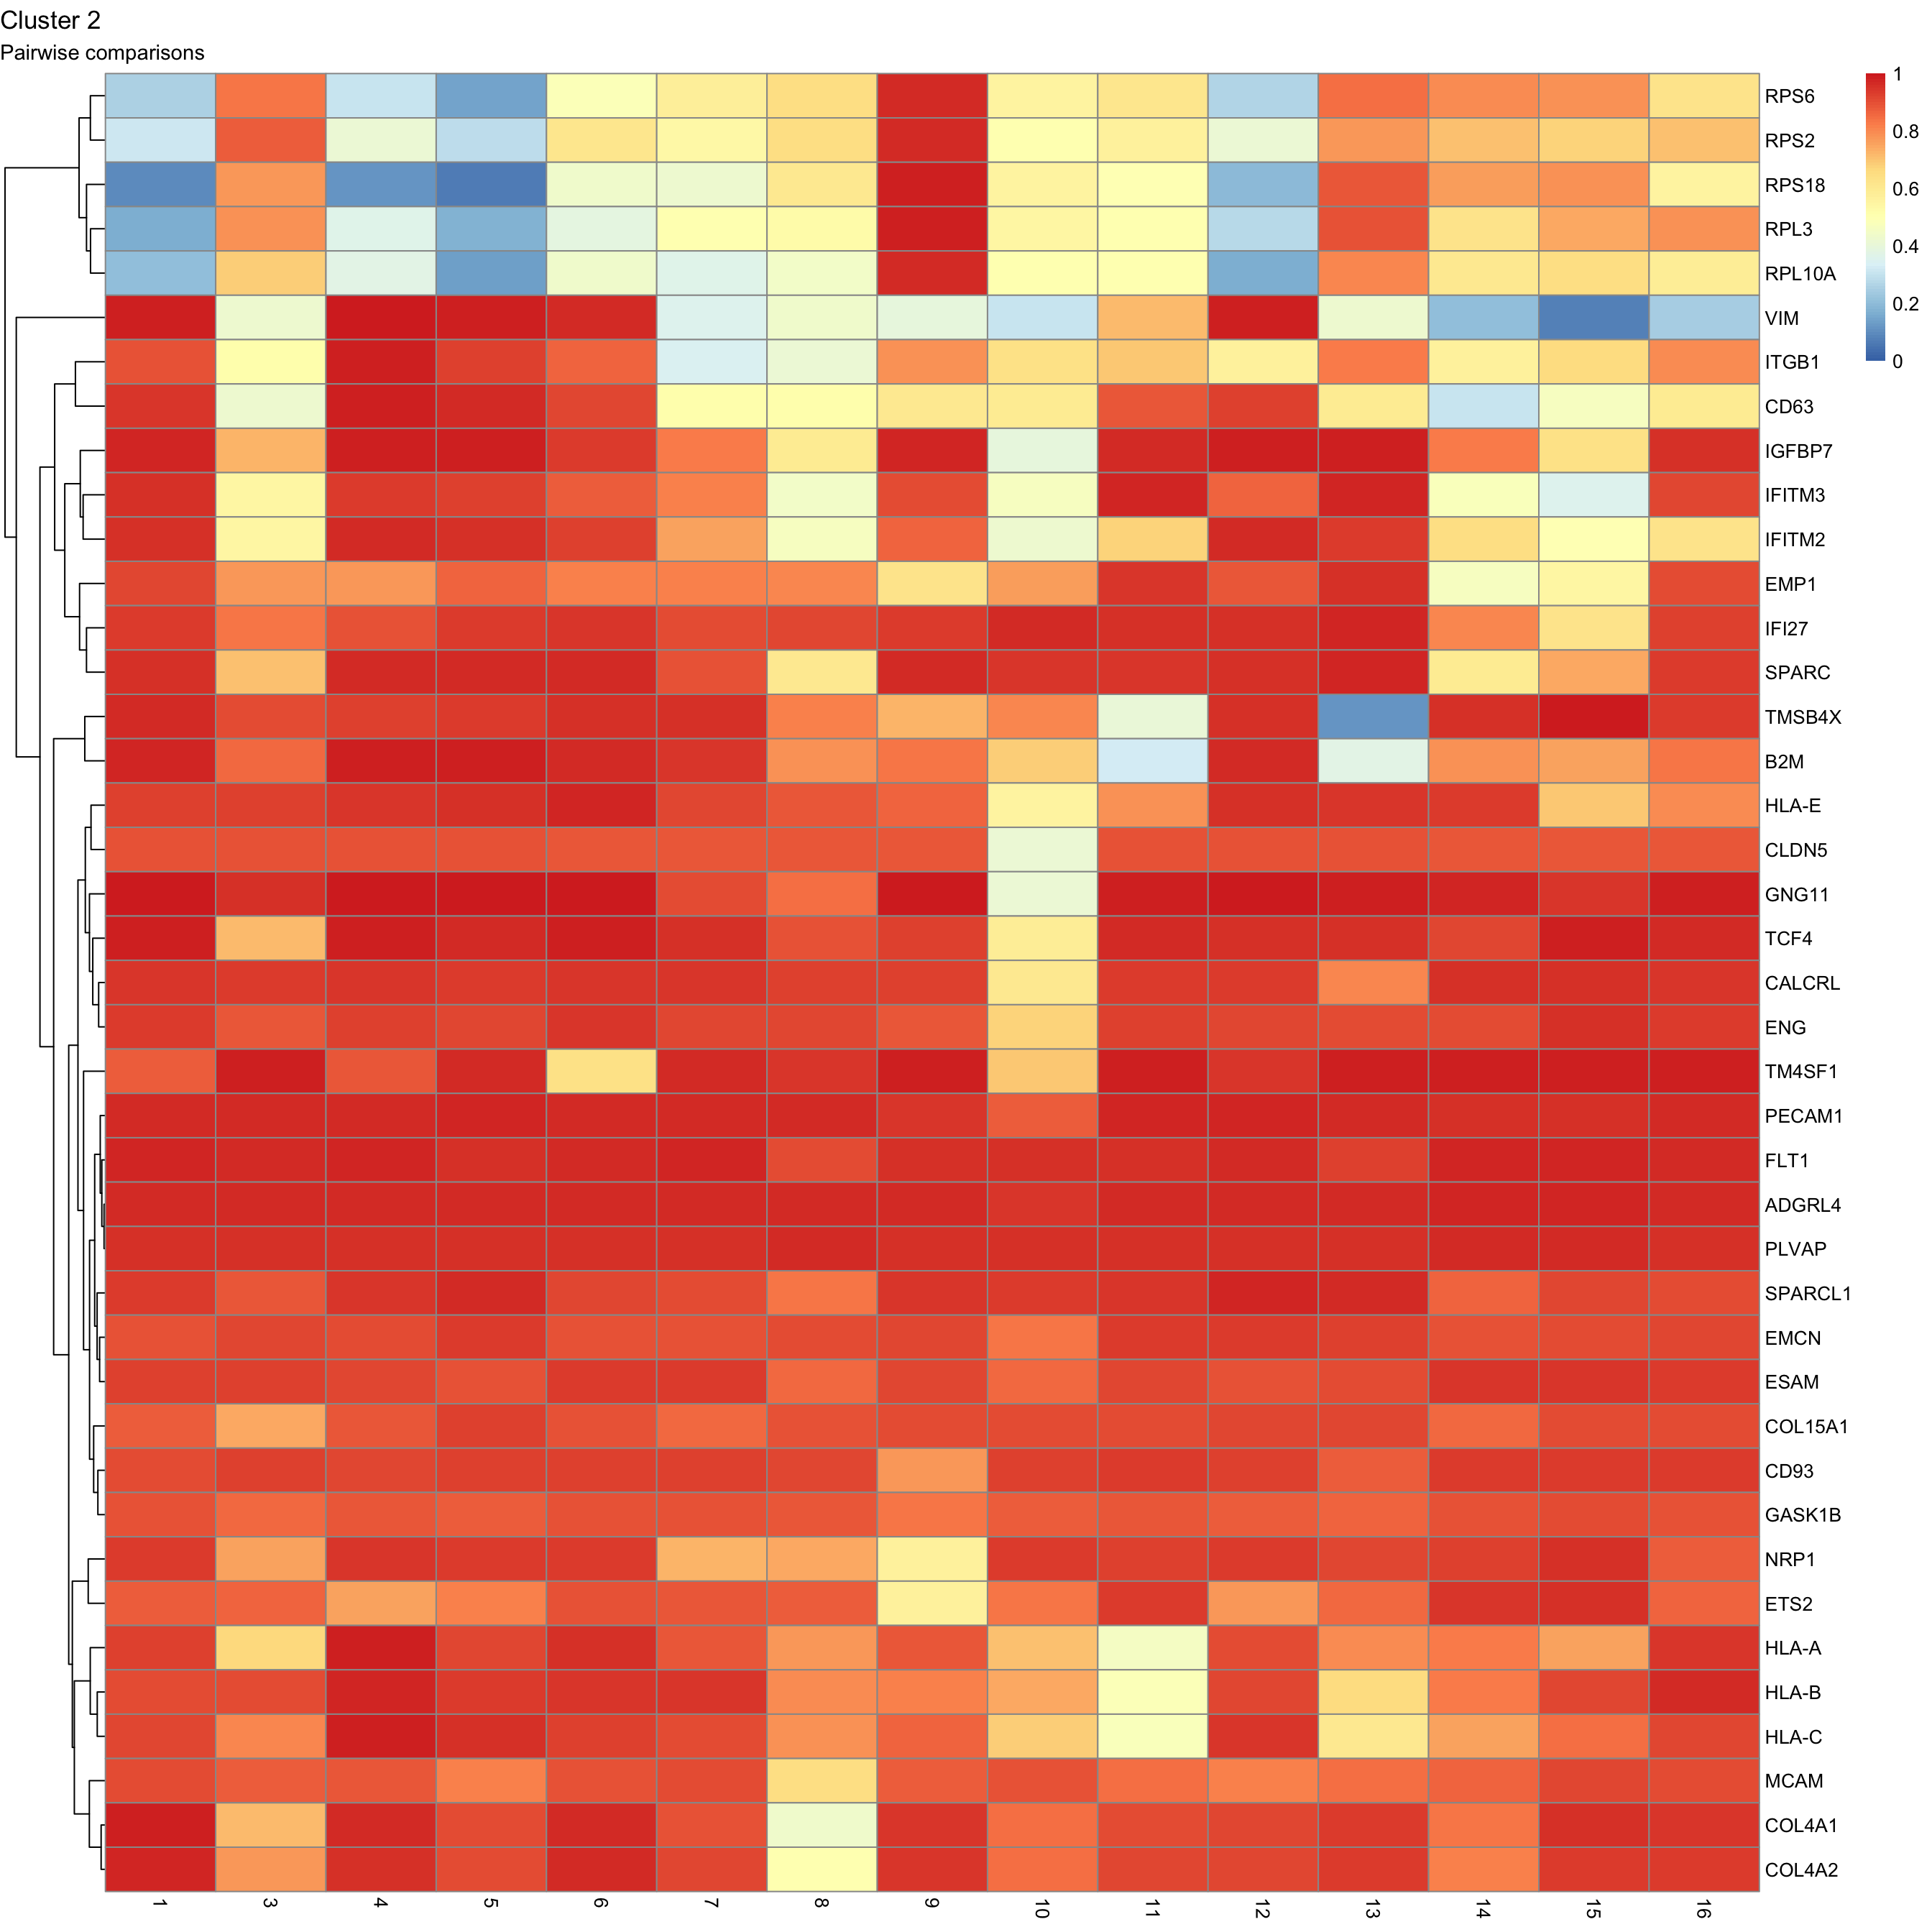 Cluster 2
Pairwise comparisons
1
0.8
0.6
0.4
0.2
0
RPS6
RPS2
RPS18
RPL3
RPL10A
VIM
ITGB1
CD63
IGFBP7
IFITM3
IFITM2
EMP1
IFI27
SPARC
TMSB4X
B2M
HLA-E
CLDN5
GNG11
TCF4
CALCRL
ENG
TM4SF1
PECAM1
FLT1
ADGRL4
PLVAP
SPARCL1
EMCN
ESAM
COL15A1
CD93
GASK1B
NRP1
ETS2
HLA-A
HLA-B
HLA-C
MCAM
COL4A1
COL4A2
1 3 4 5 6 7 8 9 10 11 12 13 14 15 16